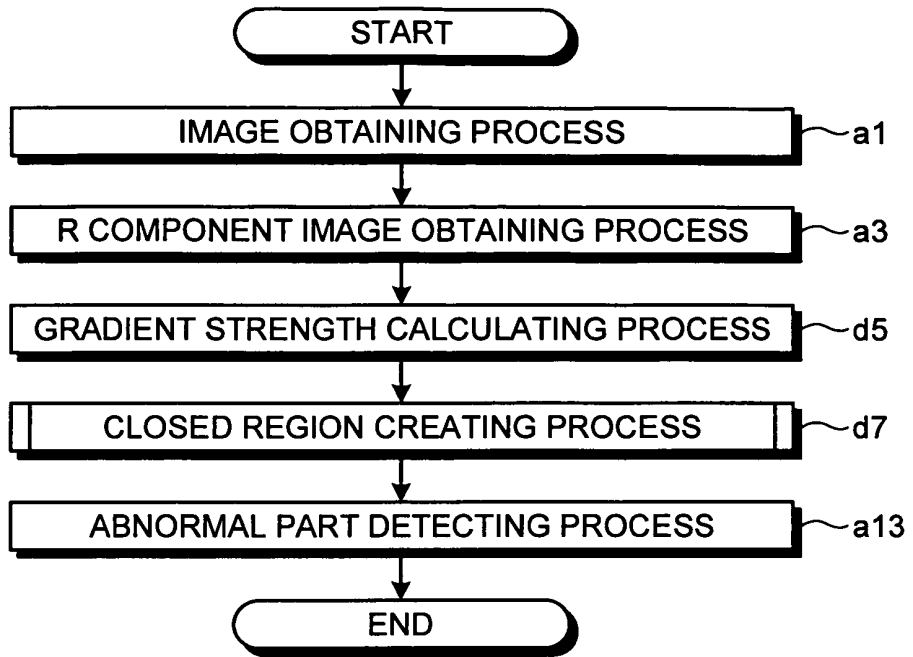 START
IMAGE OBTAINING PROCESS a1
R COMPONENT IMAGE OBTAINING PROCESS a3
GRADIENT STRENGTH CALCULATING PROCESS d5
CLOSED REGION CREATING PROCESS d7
ABNORMAL PART DETECTING PROCESS a13
END